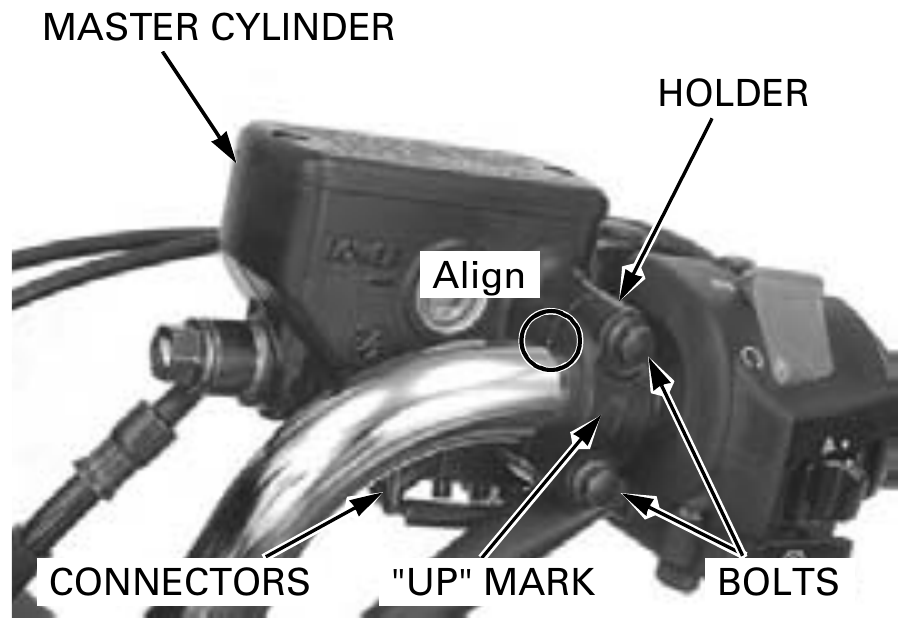 MASTER CYLINDER
HOLDER
Align
CONNECTORS
"UP" MARK
BOLTS